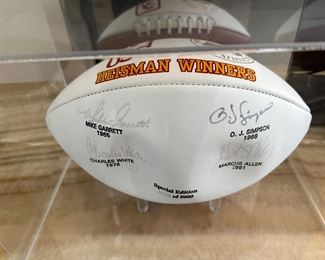 HEISMAN WINNERS
MIKE GARRETT
1965
O. J. SIMPSON
1968
CHARLES WHITE
1979
MARCUS ALLEN
1981
Special Edition
of 5000